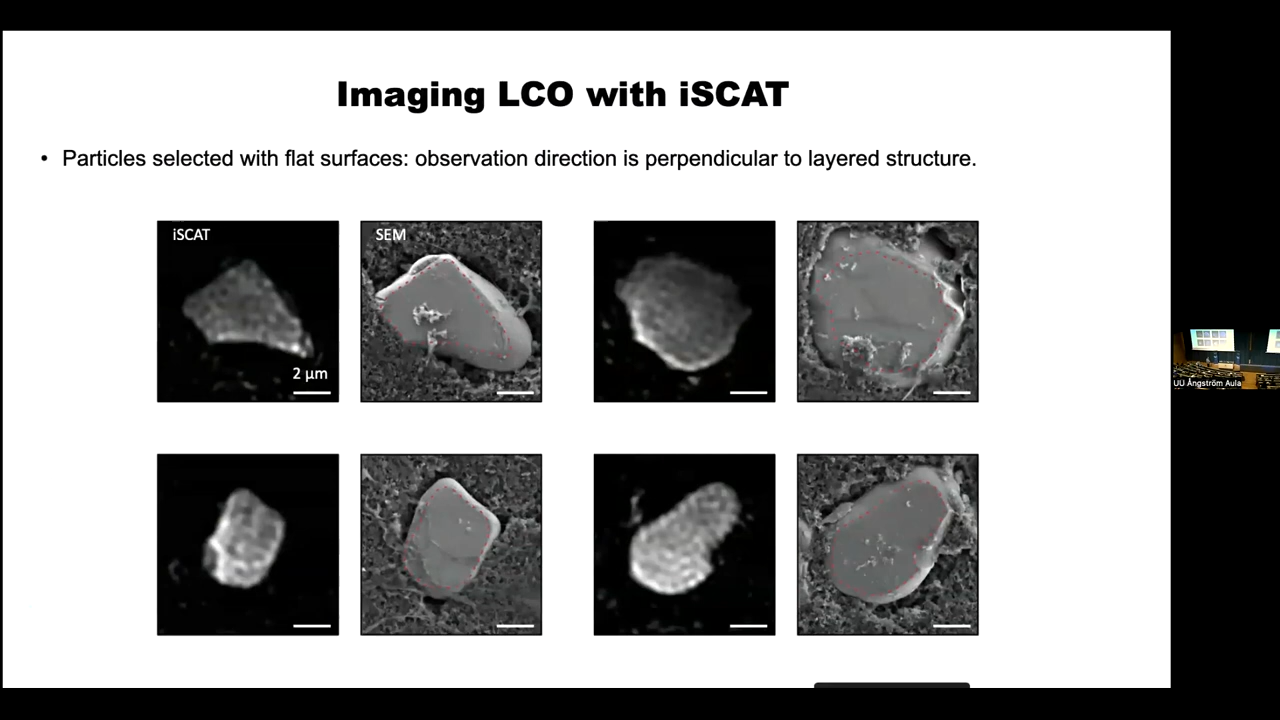 Imaging LCO with iSCAT
• Particles selected with flat surfaces: observation direction is perpendicular to layered structure.
iSCAT
SEM
2 μm
UU Ångström Aula